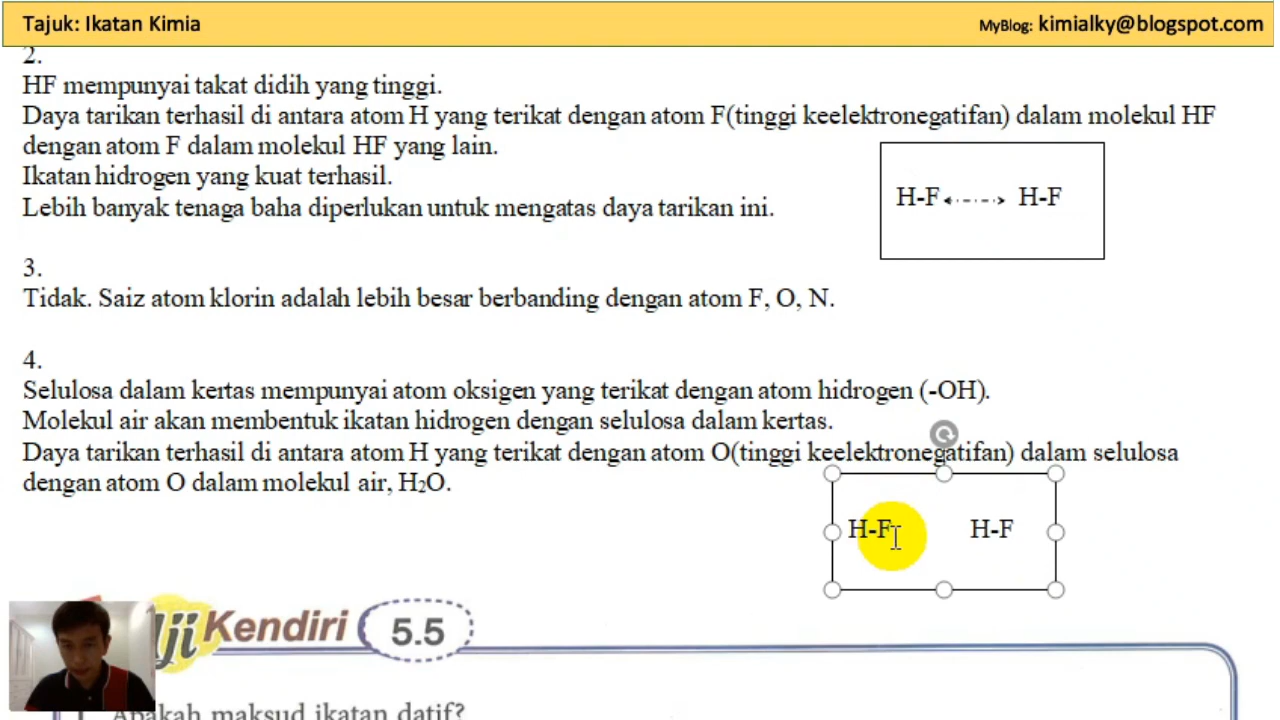 Tajuk: Ikatan Kimia
MyBlog: kimialky@blogspot.com
2.
HF mempunyai takat didih yang tinggi.
Daya tarikan terhasil di antara atom H yang terikat dengan atom F(tinggi keelektronegatifan) dalam molekul HF
dengan atom F dalam molekul HF yang lain.
Ikatan hidrogen yang kuat terhasil.
Lebih banyak tenaga baha diperlukan untuk mengatas daya tarikan ini.
H-F H-F
3.
Tidak. Saiz atom klorin adalah lebih besar berbanding dengan atom F, O, N.
4.
Selulosa dalam kertas mempunyai atom oksigen yang terikat dengan atom hidrogen (-OH).
Molekul air akan membentuk ikatan hidrogen dengan selulosa dalam kertas.
Daya tarikan terhasil di antara atom H yang terikat dengan atom O(tinggi keelektronegatifan) dalam selulosa
dengan atom O dalam molekul air, H₂O.
H-F H-F
Kendiri 5.5
Apakah maksud ikatan datif?